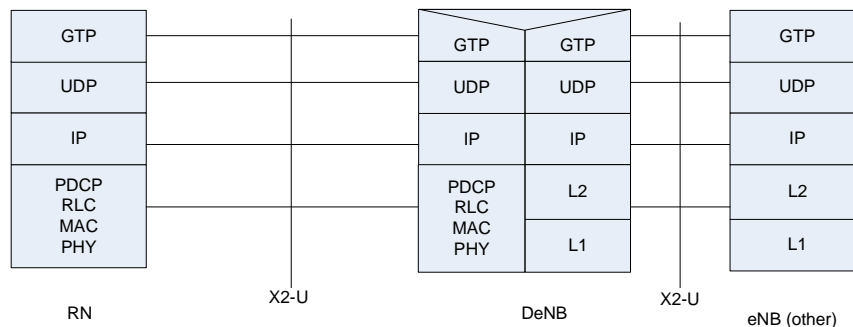 GTP
GTP
GTP
GTP
UDP
UDP
UDP
UDP
IP
IP
IP
IP
PDCP
RLC
MAC
PHY
PDCP
RLC
MAC
PHY
L2
L1
L2
L1
X2-U
X2-U
RN
DeNB
eNB (other)